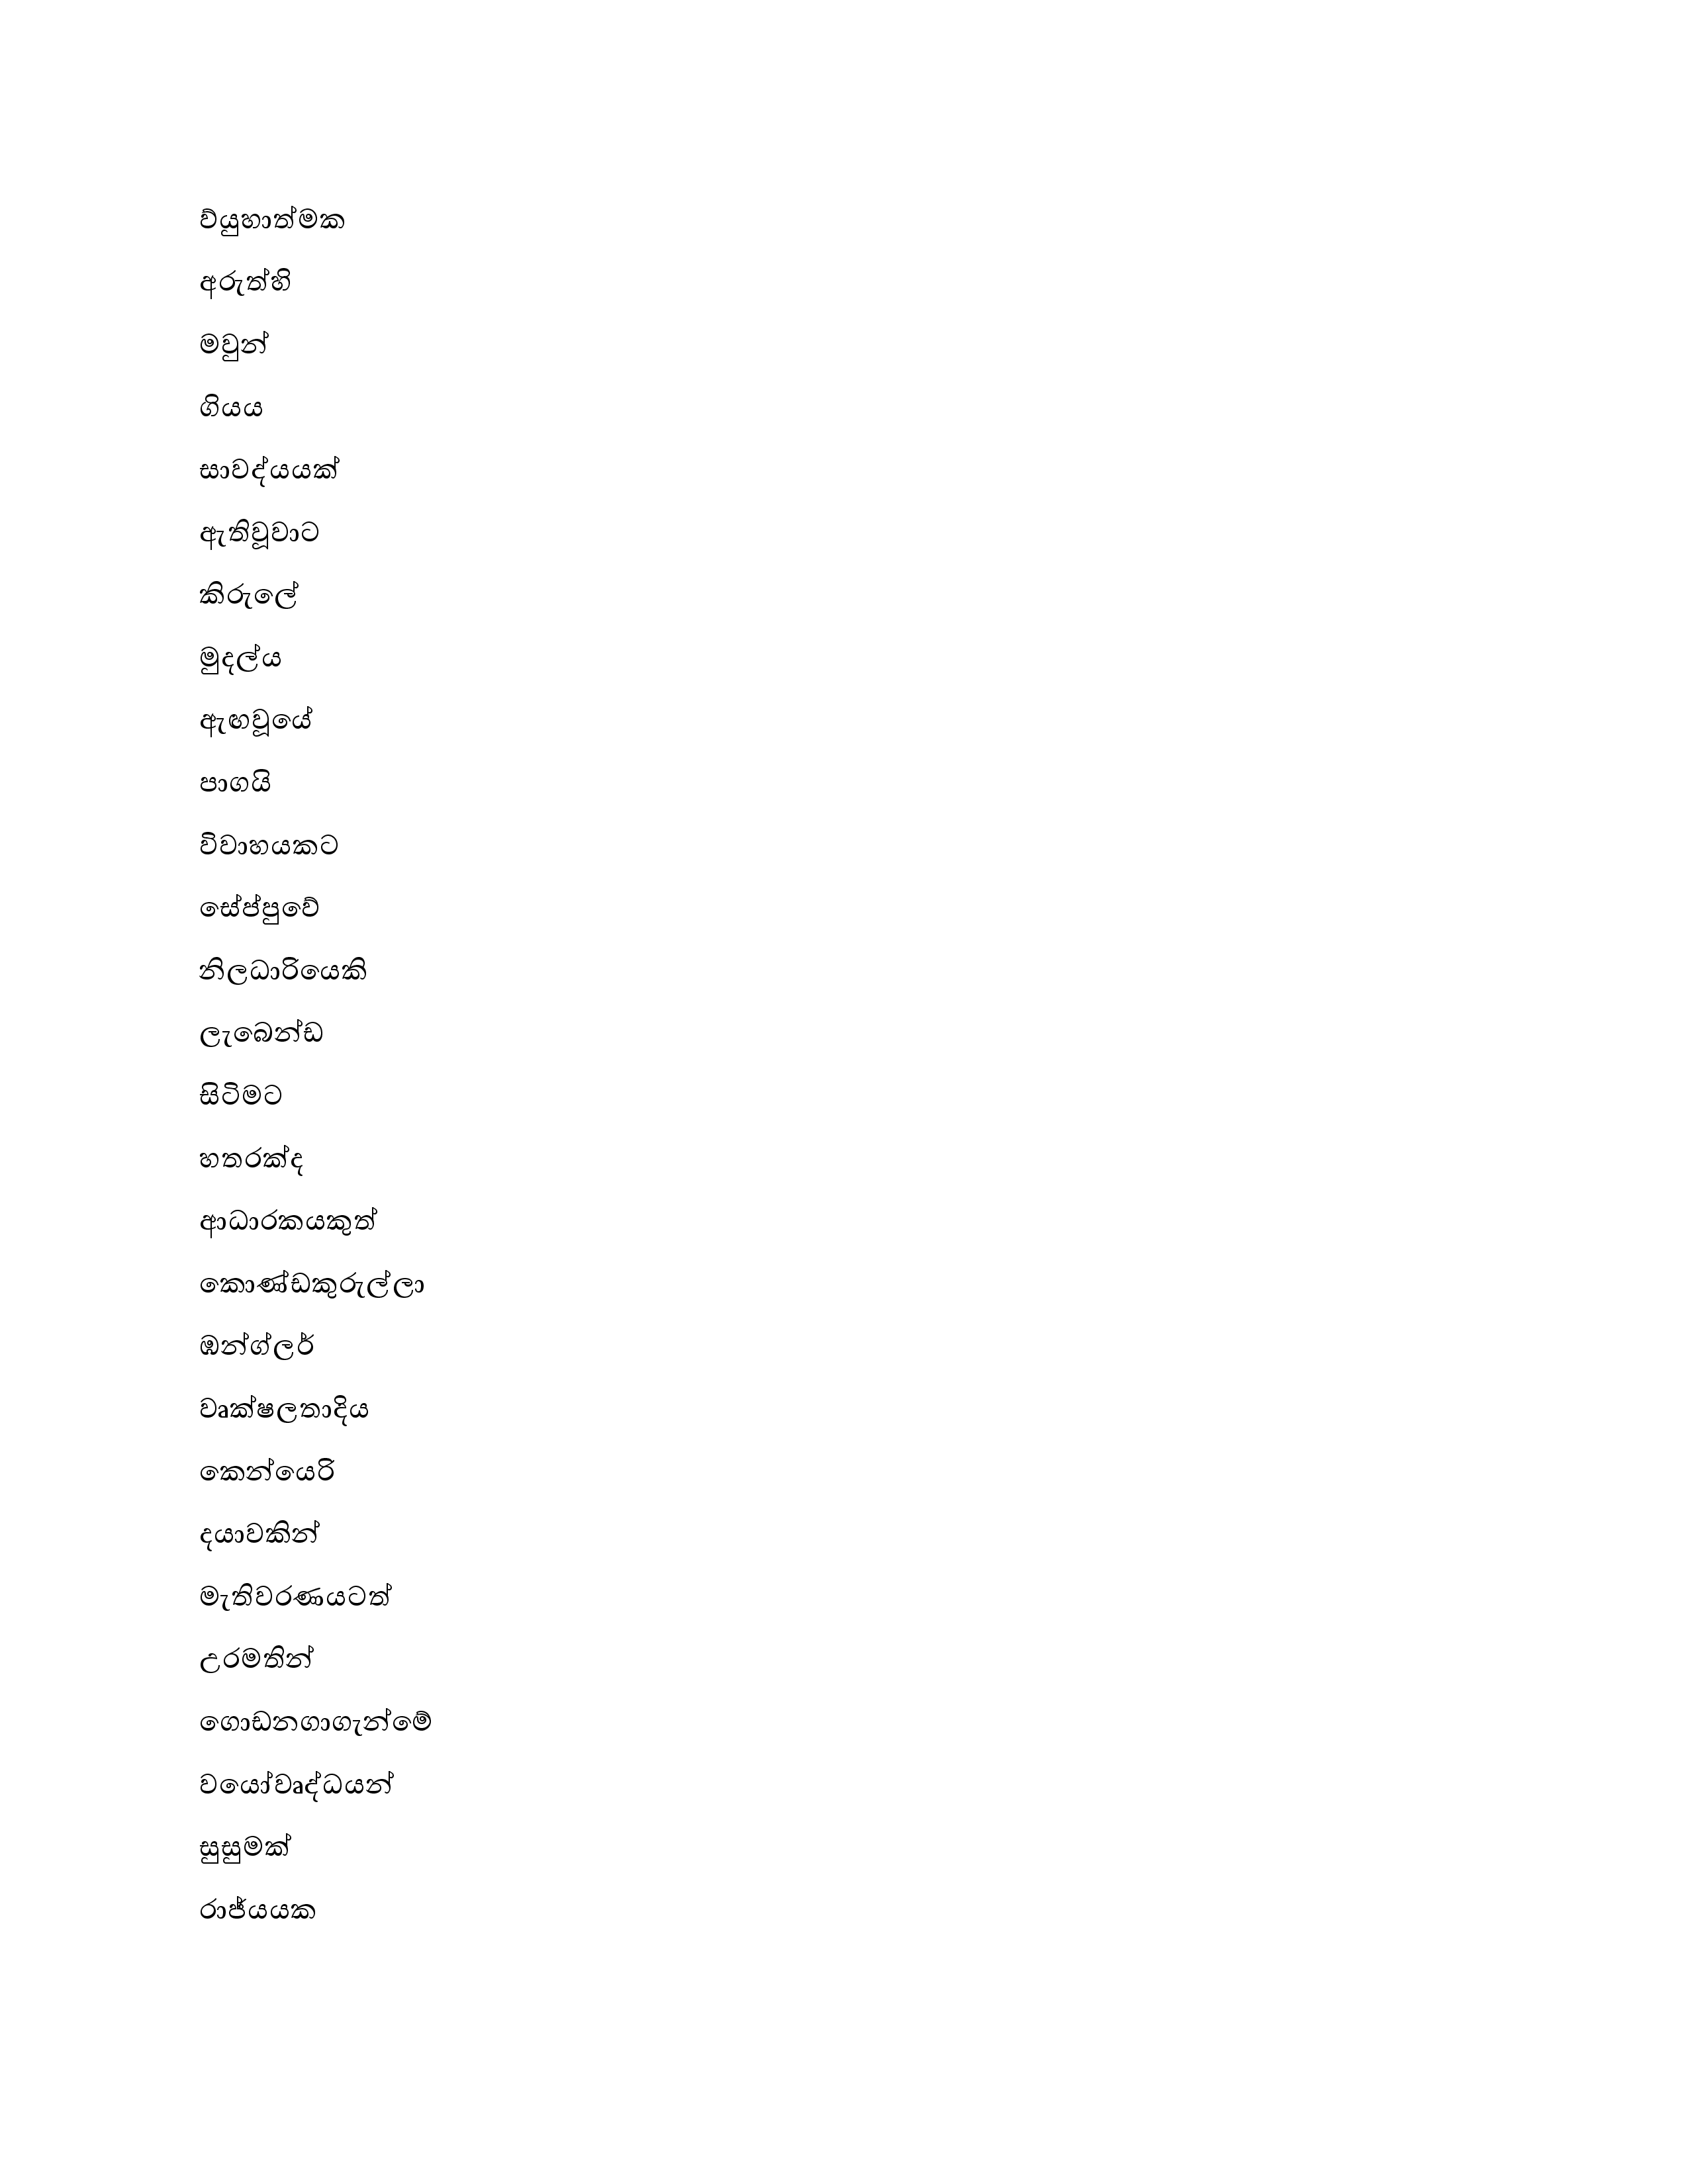 ව්යුහාත්මක
අරුත්හි
මවුන්
ගියය
සාවද්යයක්
ඇතිවූවාට
කිරුලේ
මුදල්ය
ඇඟවූයේ
පාගයි
විවාහයකට
සේප්පුවේ
නිලධාරියෙකි
ලැබෙන්ඩ
සිටිමට
හතරක්ද
ආධාරකයකුත්
කොණ්ඩකුරුල්ලා
ඹන්ග්ලර්
වෘක්ෂලතාදිය
කෙන්යෙරි
දයාවකින්
මැතිවරණයටත්
උරමතින්
ගොඩනගාගැන්මේ
වයෝවෘද්ධයන්
සුසුමක්
රාජ්යයක